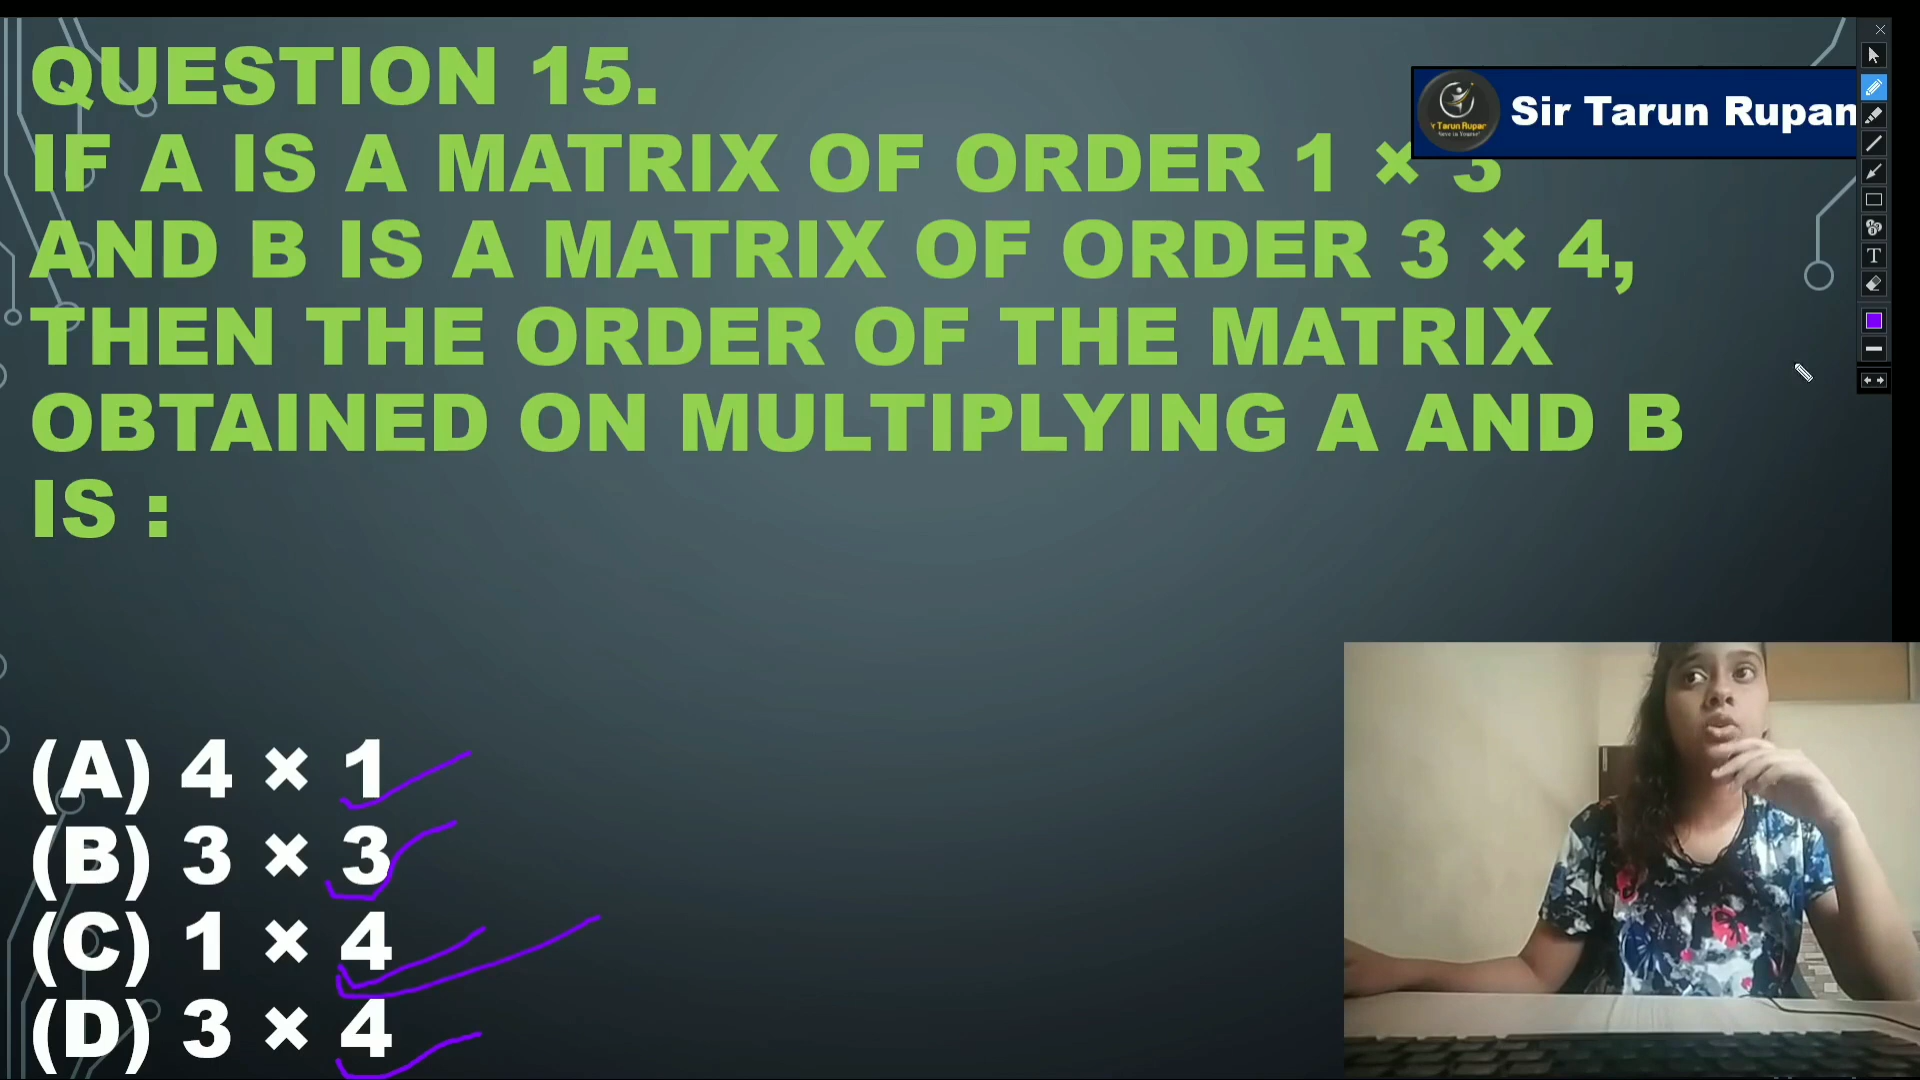 QUESTION 15.
Sir Tarun Rupan
IF A IS A MATRIX OF ORDER 1 × 3
AND B IS A MATRIX OF ORDER 3 × 4,
THEN THE ORDER OF THE MATRIX
OBTAINED ON MULTIPLYING A AND B
IS :
(A) 4 × 1
(B) 3 × 3
(C) 1 × 4
(D) 3 × 4